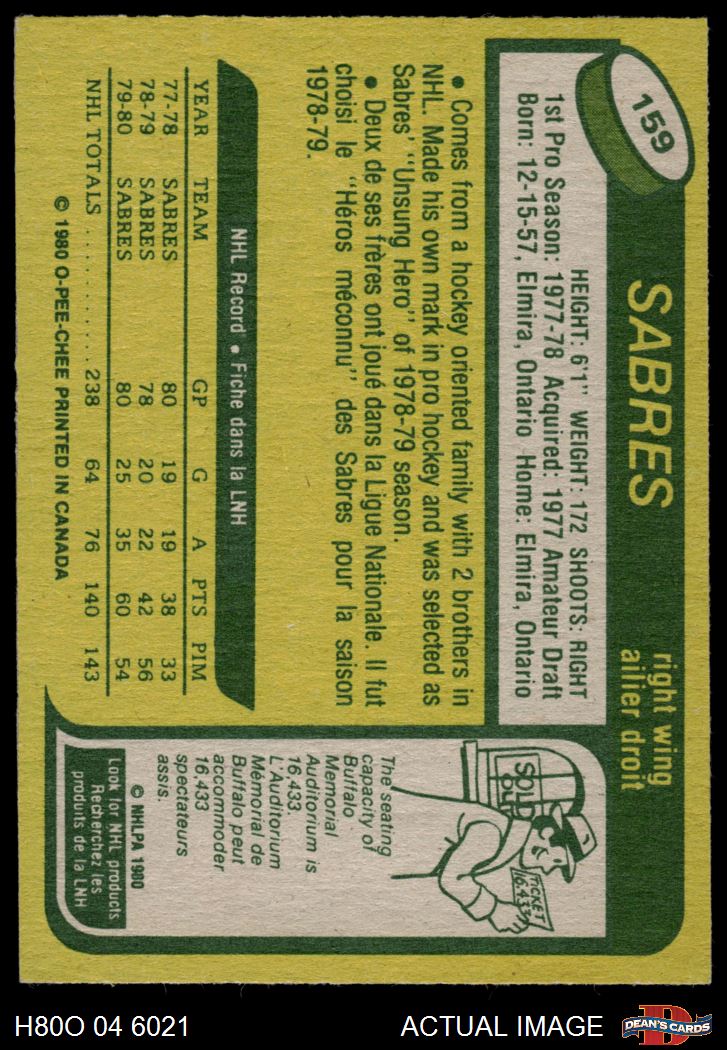 159
SABRES
right wing
ailier droit
HEIGHT: 6'1" WEIGHT: 172 SHOOTS: RIGHT
1st Pro Season: 1977-78 Acquired: 1977 Amateur Draft
Born: 12-15-57, Elmira, Ontario Home: Elmira, Ontario
• Comes from a hockey oriented family with 2 brothers in
NHL. Made his own mark in pro hockey and was selected as
Sabres' "Unsung Hero" of 1978-79 season.
• Deux de ses frères ont joué dans la Ligue Nationale. Il fut
choisi le "Héros méconnu" des Sabres pour la saison
1978-79.
NHL Record • Fiche dans la LNH
YEAR TEAM GP G A PTS PIM
77-78 SABRES 80 19 19 38 33
78-79 SABRES 78 20 22 42 56
79-80 SABRES 80 25 35 60 54
NHL TOTALS . . . . . . . . . . 238 64 76 140 143
© 1980 O-PEE-CHEE PRINTED IN CANADA
SOLD
OUT
TICKET
16,433
The seating
capacity of
Buffalo
Memorial
Auditorium is
16,433.
L'Auditorium
Mémorial de
Buffalo peut
accommoder
16,433
spectateurs
assis.
© NHLPA 1980
Look for NHL products
Recherchez les
produits de la LNH
H80O 04 6021
ACTUAL IMAGE
D
DEAN'S CARDS